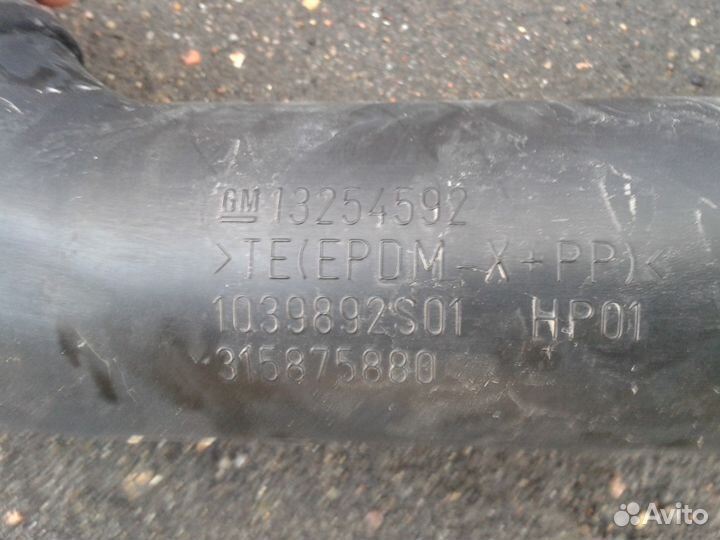 GM 13254592
>TE(EPDM-X+PP)<
1039892S01 HP01
315875880
Avito